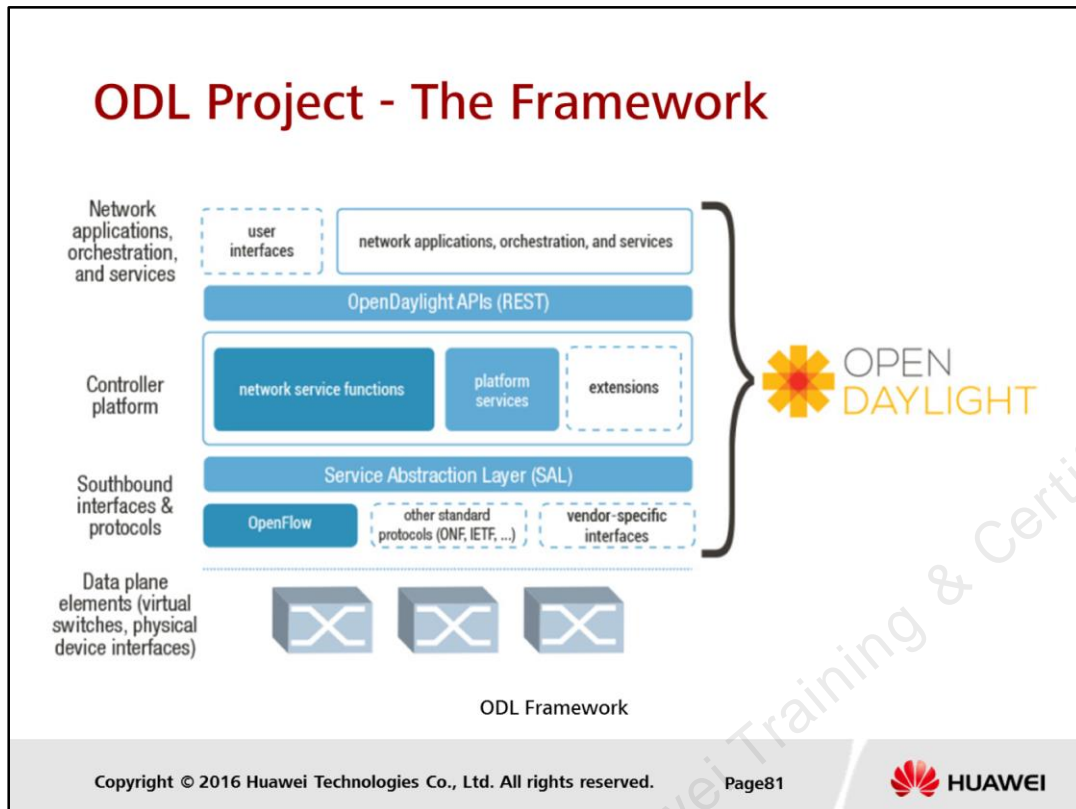 ODL Project - The Framework
Network
applications,
orchestration,
and services
user
interfaces
network applications, orchestration, and services
OpenDaylight APIs (REST)
Controller
platform
network service functions
platform
services
extensions
OPEN
DAYLIGHT
Service Abstraction Layer (SAL)
Southbound
interfaces &
protocols
OpenFlow
other standard
protocols (ONF, IETF, ...)
vendor-specific
interfaces
Data plane
elements (virtual
switches, physical
device interfaces)
ODL Framework
Training & Certi
Copyright © 2016 Huawei Technologies Co., Ltd. All rights reserved.
Page81
HUAWEI